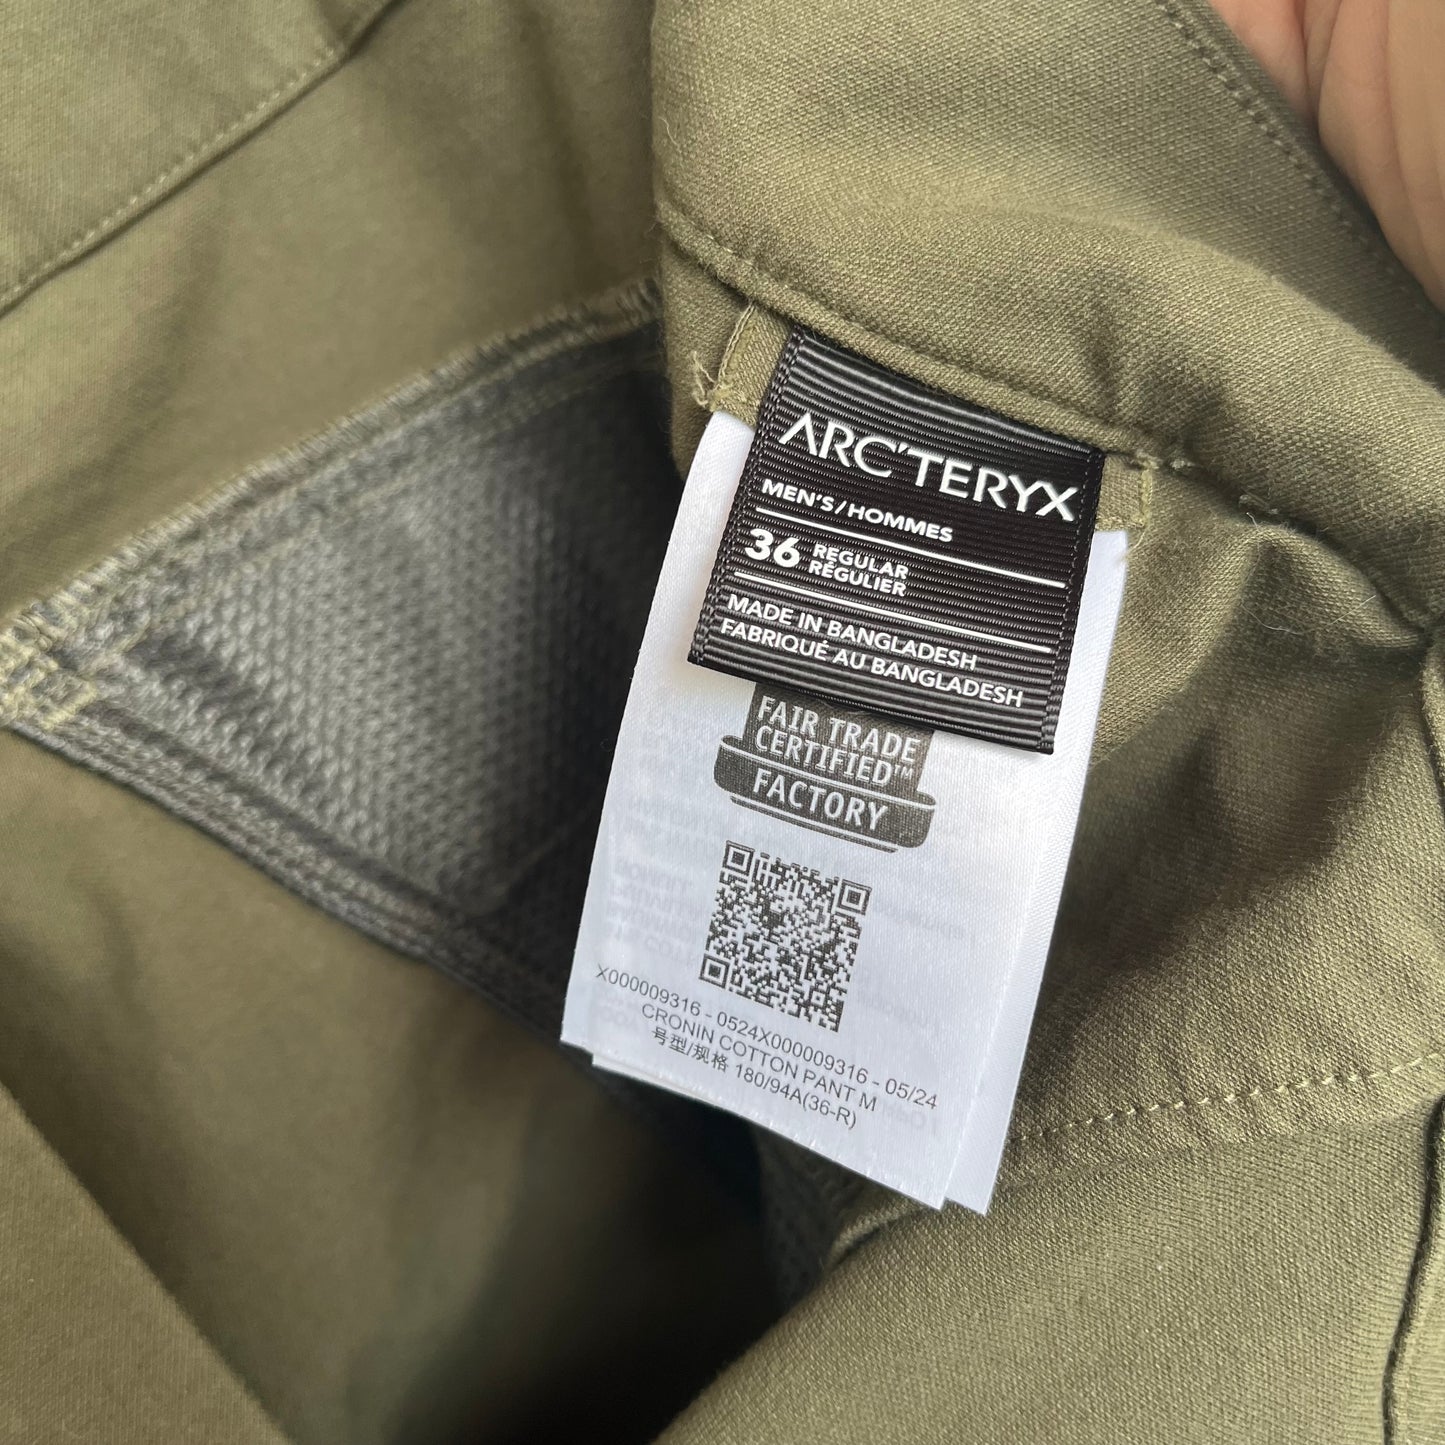 ARC'TERYX
MEN'S/HOMMES
36 REGULAR
RÉGULIER
MADE IN BANGLADESH
FABRIQUÉ AU BANGLADESH
FAIR TRADE
CERTIFIED™
FACTORY
X000009316 - 0524X000009316 - 05/24
CRONIN COTTON PANT M
号型/规格 180/94A(36-R)